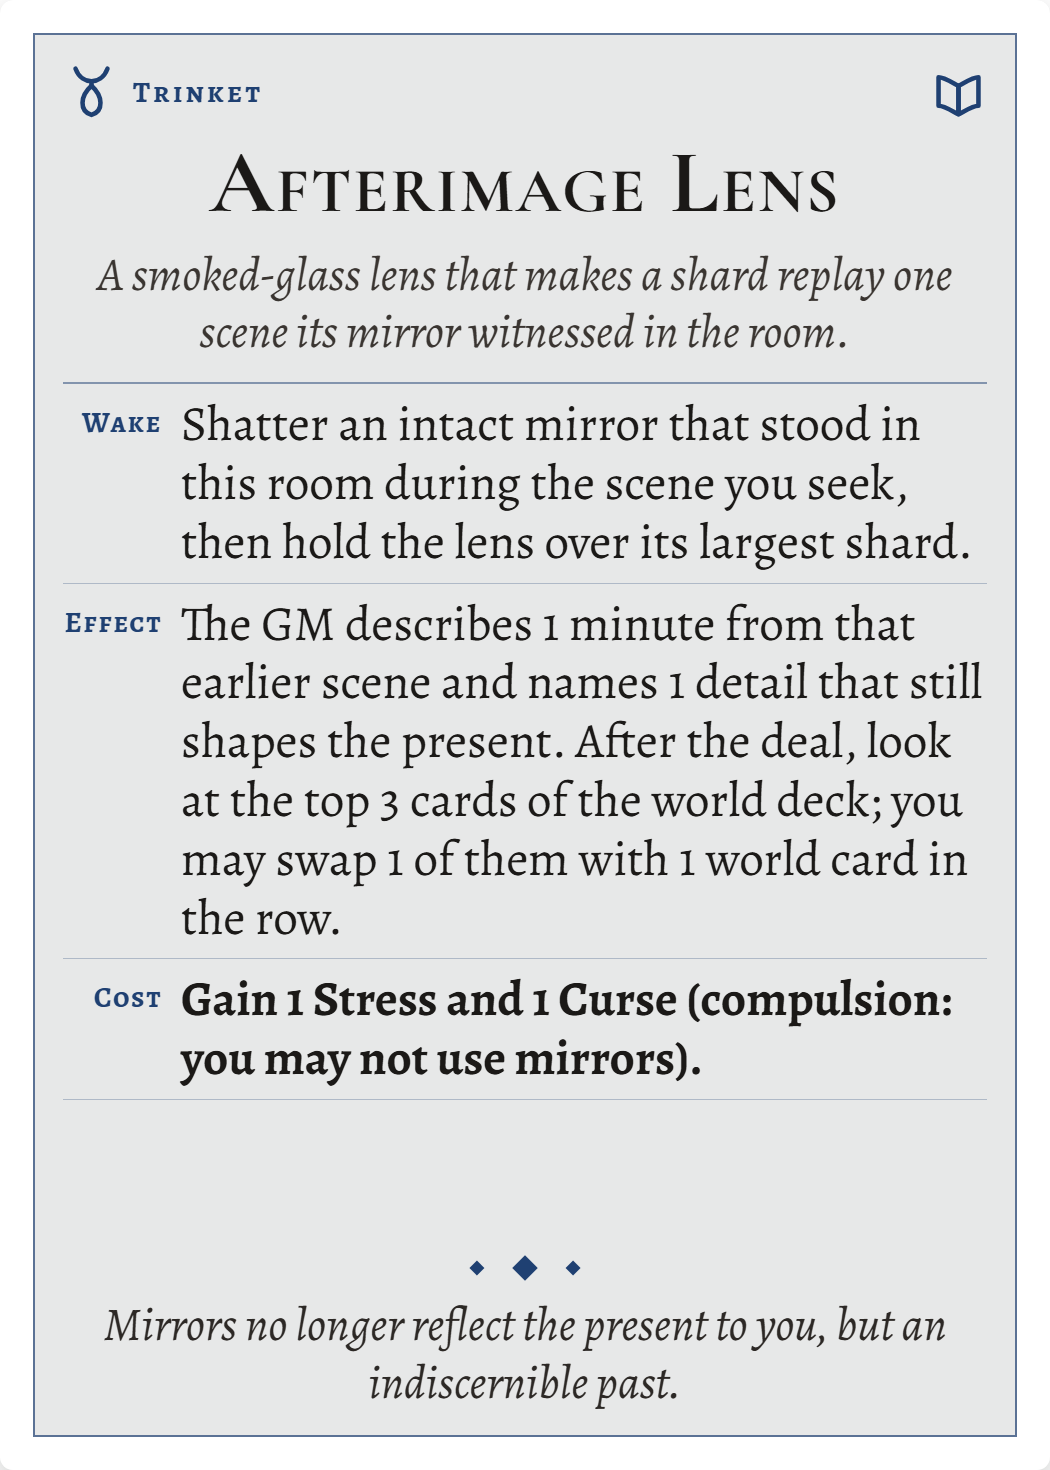 Trinket
Afterimage Lens
A smoked-glass lens that makes a shard replay one
scene its mirror witnessed in the room.
Wake Shatter an intact mirror that stood in
this room during the scene you seek,
then hold the lens over its largest shard.
Effect The GM describes 1 minute from that
earlier scene and names 1 detail that still
shapes the present. After the deal, look
at the top 3 cards of the world deck; you
may swap 1 of them with 1 world card in
the row.
Cost Gain 1 Stress and 1 Curse (compulsion:
you may not use mirrors).
Mirrors no longer reflect the present to you, but an
indiscernible past.